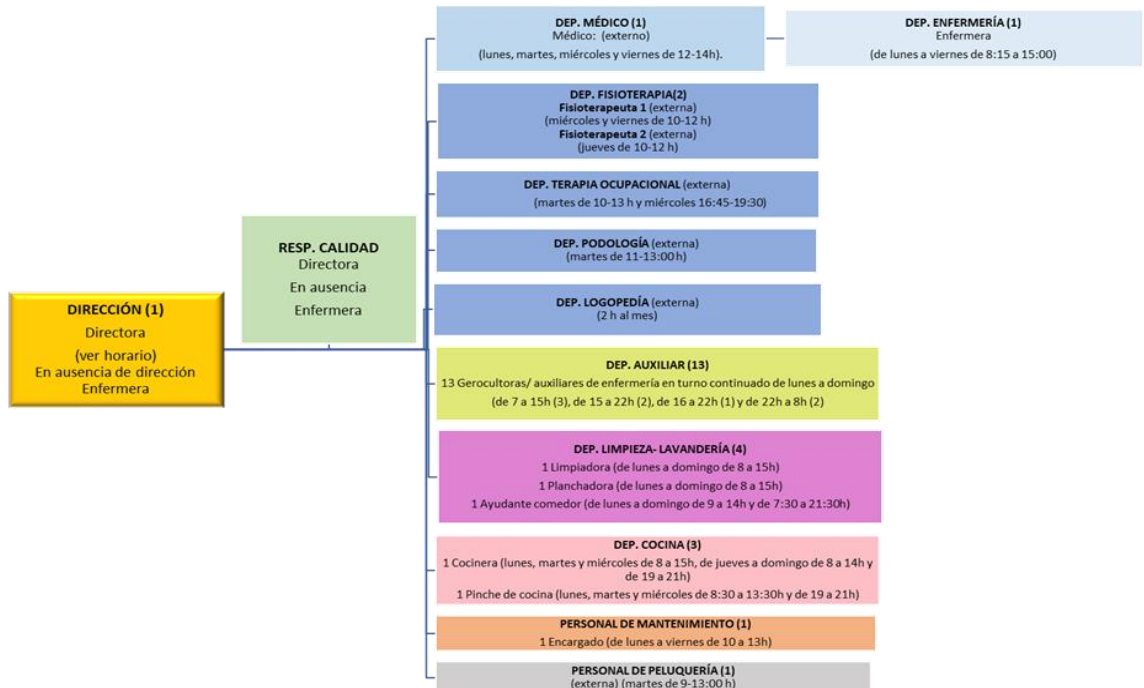 DEP. MÉDICO (1)
Médico: (externo)
(lunes, martes, miércoles y viernes de 12-14h).
DEP. ENFERMERÍA (1)
Enfermera
(de lunes a viernes de 8:15 a 15:00)
DEP. FISIOTERAPIA(2)
Fisioterapeuta 1 (externa)
(miércoles y viernes de 10-12 h)
Fisioterapeuta 2 (externa)
(jueves de 10-12 h)
DEP. TERAPIA OCUPACIONAL (externa)
(martes de 10-13 h y miércoles 16:45-19:30)
DEP. PODOLOGÍA (externa)
(martes de 11-13:00 h)
DEP. LOGOPEDÍA (externa)
(2 h al mes)
RESP. CALIDAD
Directora
En ausencia
Enfermera
DIRECCIÓN (1)
Directora
(ver horario)
En ausencia de dirección
Enfermera
DEP. AUXILIAR (13)
13 Gerocultoras/ auxiliares de enfermería en turno continuado de lunes a domingo
(de 7 a 15h (3), de 15 a 22h (2), de 16 a 22h (1) y de 22h a 8h (2)
DEP. LIMPIEZA- LAVANDERÍA (4)
1 Limpiadora (de lunes a domingo de 8 a 15h)
1 Planchadora (de lunes a domingo de 8 a 15h)
1 Ayudante comedor (de lunes a domingo de 9 a 14h y de 7:30 a 21:30h)
DEP. COCINA (3)
1 Cocinera (lunes, martes y miércoles de 8 a 15h, de jueves a domingo de 8 a 14h y
de 19 a 21h)
1 Pinche de cocina (lunes, martes y miércoles de 8:30 a 13:30h y de 19 a 21h)
PERSONAL DE MANTENIMIENTO (1)
1 Encargado (de lunes a viernes de 10 a 13h)
PERSONAL DE PELUQUERÍA (1)
(externa) (martes de 9-13:00 h)